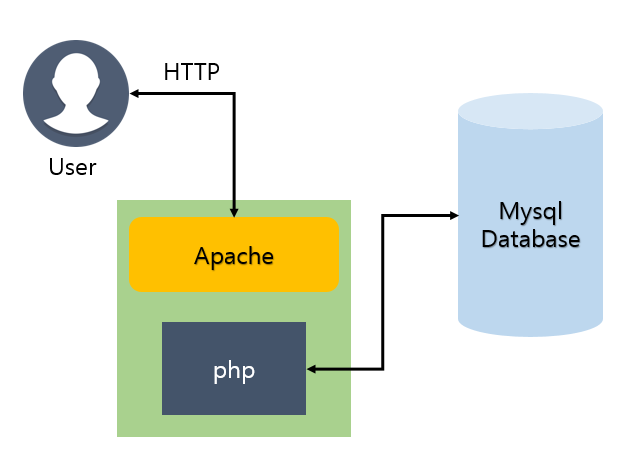 HTTP
User
Apache
php
Mysql
Database